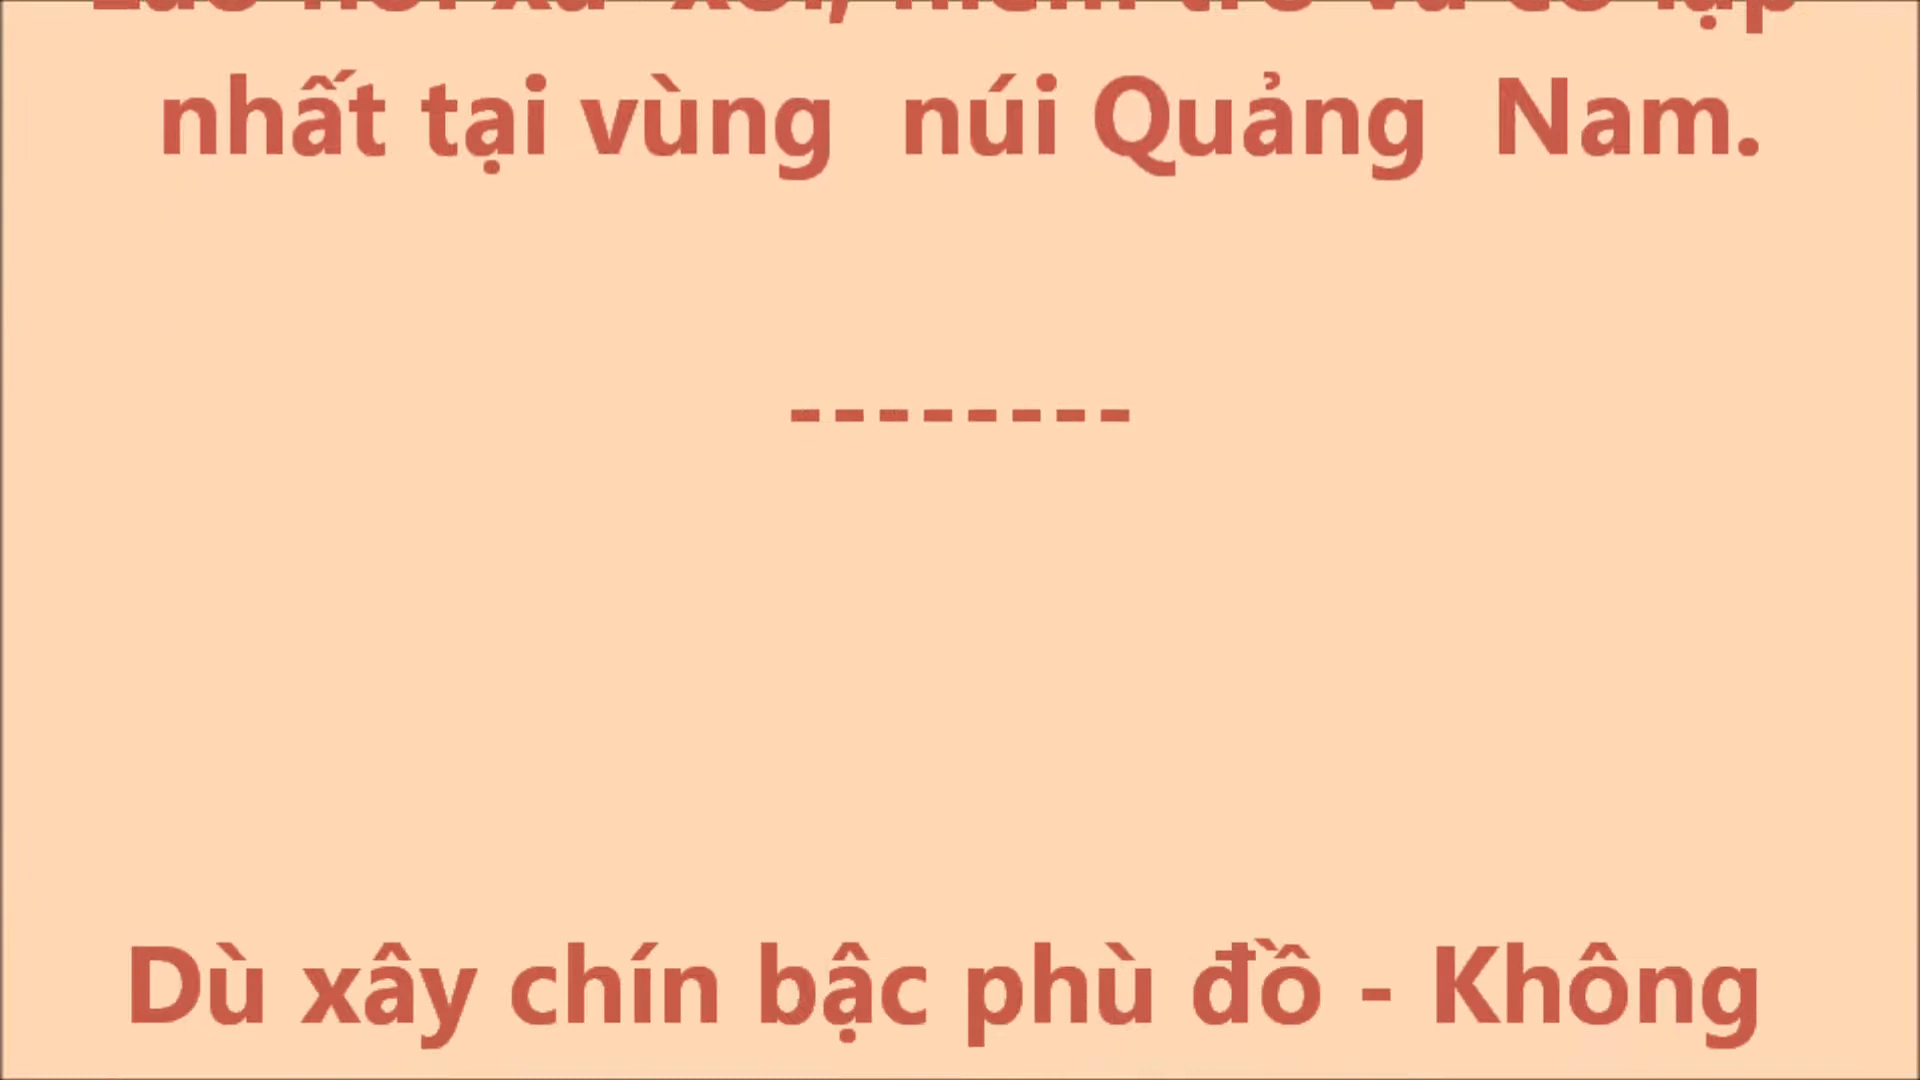 nhất tại vùng núi Quảng Nam.
--------
Dù xây chín bậc phù đồ - Không